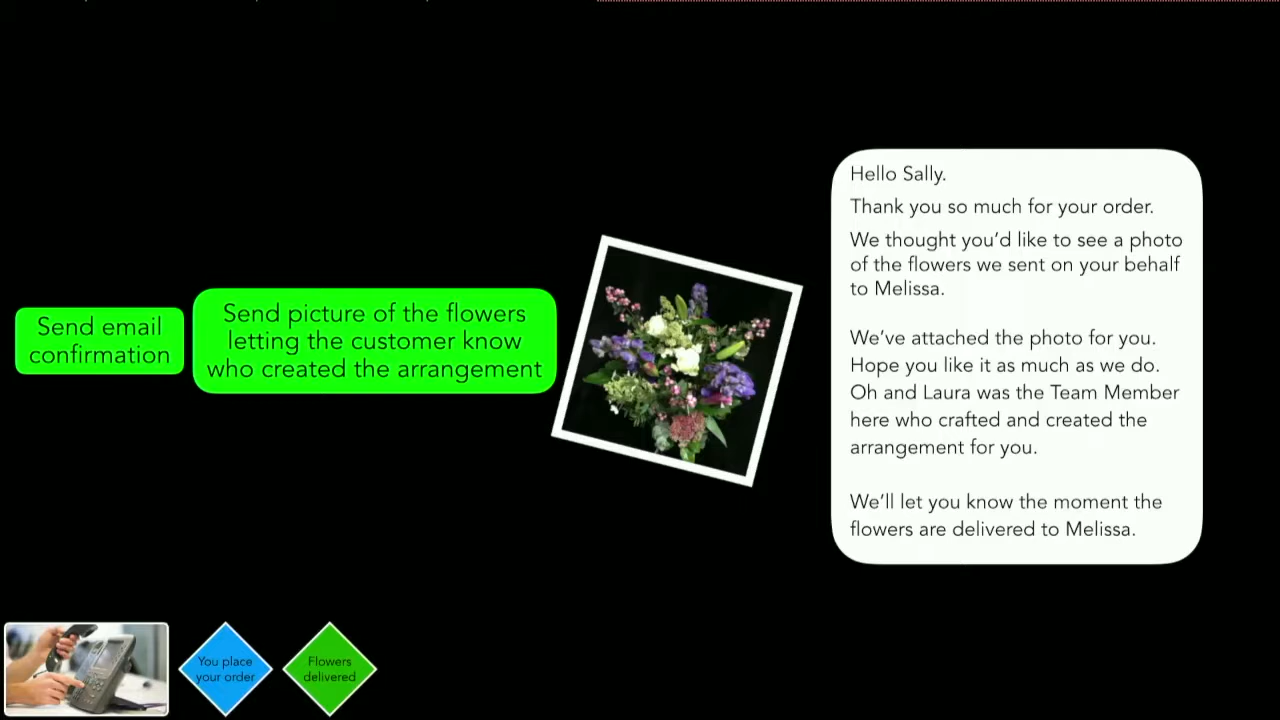 Send email
confirmation
Send picture of the flowers
letting the customer know
who created the arrangement
Hello Sally.
Thank you so much for your order.
We thought you'd like to see a photo
of the flowers we sent on your behalf
to Melissa.
We've attached the photo for you.
Hope you like it as much as we do.
Oh and Laura was the Team Member
here who crafted and created the
arrangement for you.
We'll let you know the moment the
flowers are delivered to Melissa.
You place
your order
Flowers
delivered